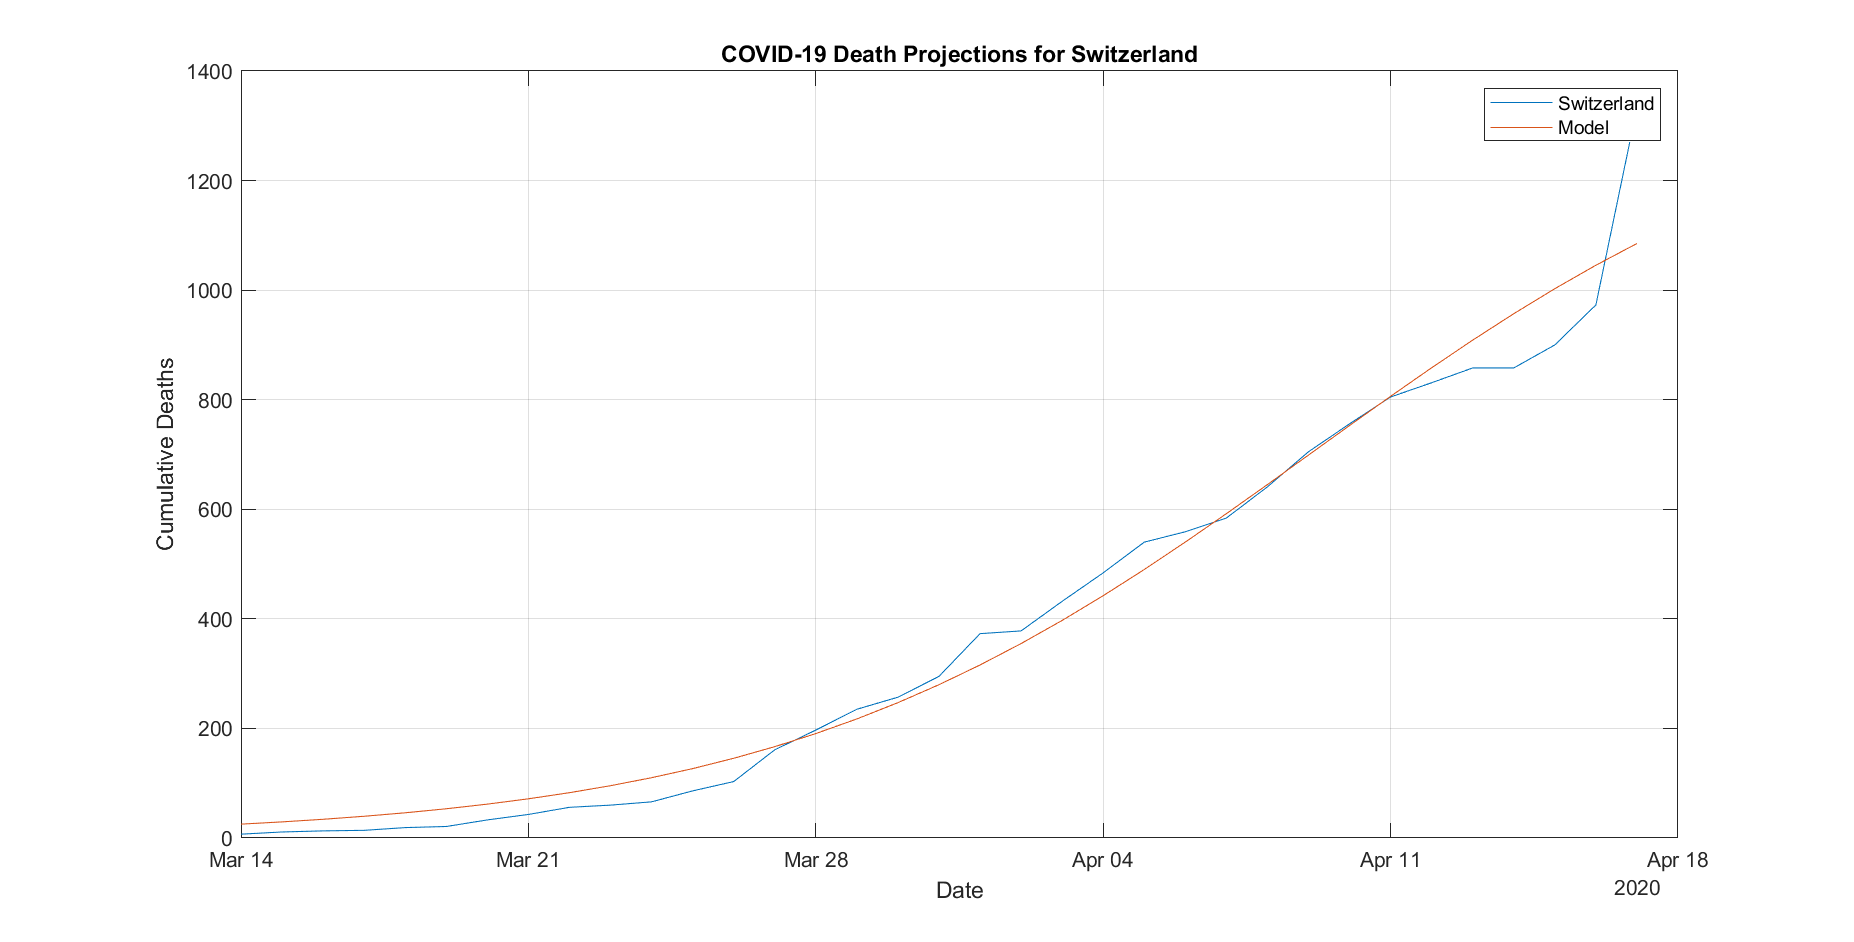 COVID-19 Death Projections for Switzerland
1400
1200
1000
800
600
400
200
0
Cumulative Deaths
Switzerland
Model
Mar 14 Mar 21 Mar 28 Apr 04 Apr 11 Apr 18
2020
Date